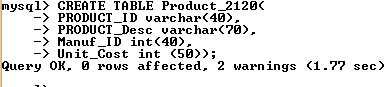 mysql> CREATE TABLE Product_2120(
-> PRODUCT_ID varchar(40),
-> PRODUCT_Desc varchar(70),
-> Manuf_ID int(40),
-> Unit_Cost int (50));
Query OK, 0 rows affected, 2 warnings (1.77 sec)